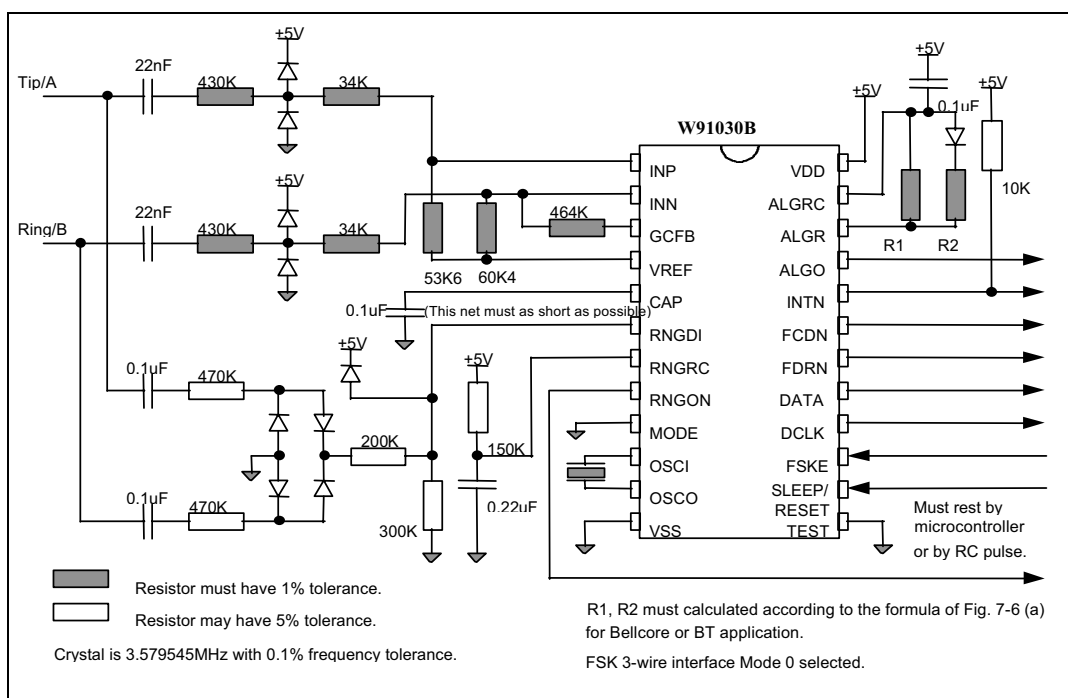 +5V
22nF
Tip/A
430K
34K
+5V
+5V
+5V
0.1uF
W91030B
+5V
22nF
Ring/B
430K
34K
464K
53K6
60K4
10K
R1
R2
INP
INN
GCFB
VREF
CAP
RNGDI
RNGRC
RNGON
MODE
OSCI
OSCO
VSS
VDD
ALGRC
ALGR
ALGO
INTN
FCDN
FDRN
DATA
DCLK
FSKE
SLEEP/
RESET
TEST
0.1uF
(This net must as short as possible)
+5V
+5V
0.1uF
470K
200K
150K
0.1uF
470K
300K
0.22uF
Must rest by
microcontroller
or by RC pulse.
Resistor must have 1% tolerance.
Resistor may have 5% tolerance.
Crystal is 3.579545MHz with 0.1% frequency tolerance.
R1, R2 must calculated according to the formula of Fig. 7-6 (a)
for Bellcore or BT application.
FSK 3-wire interface Mode 0 selected.